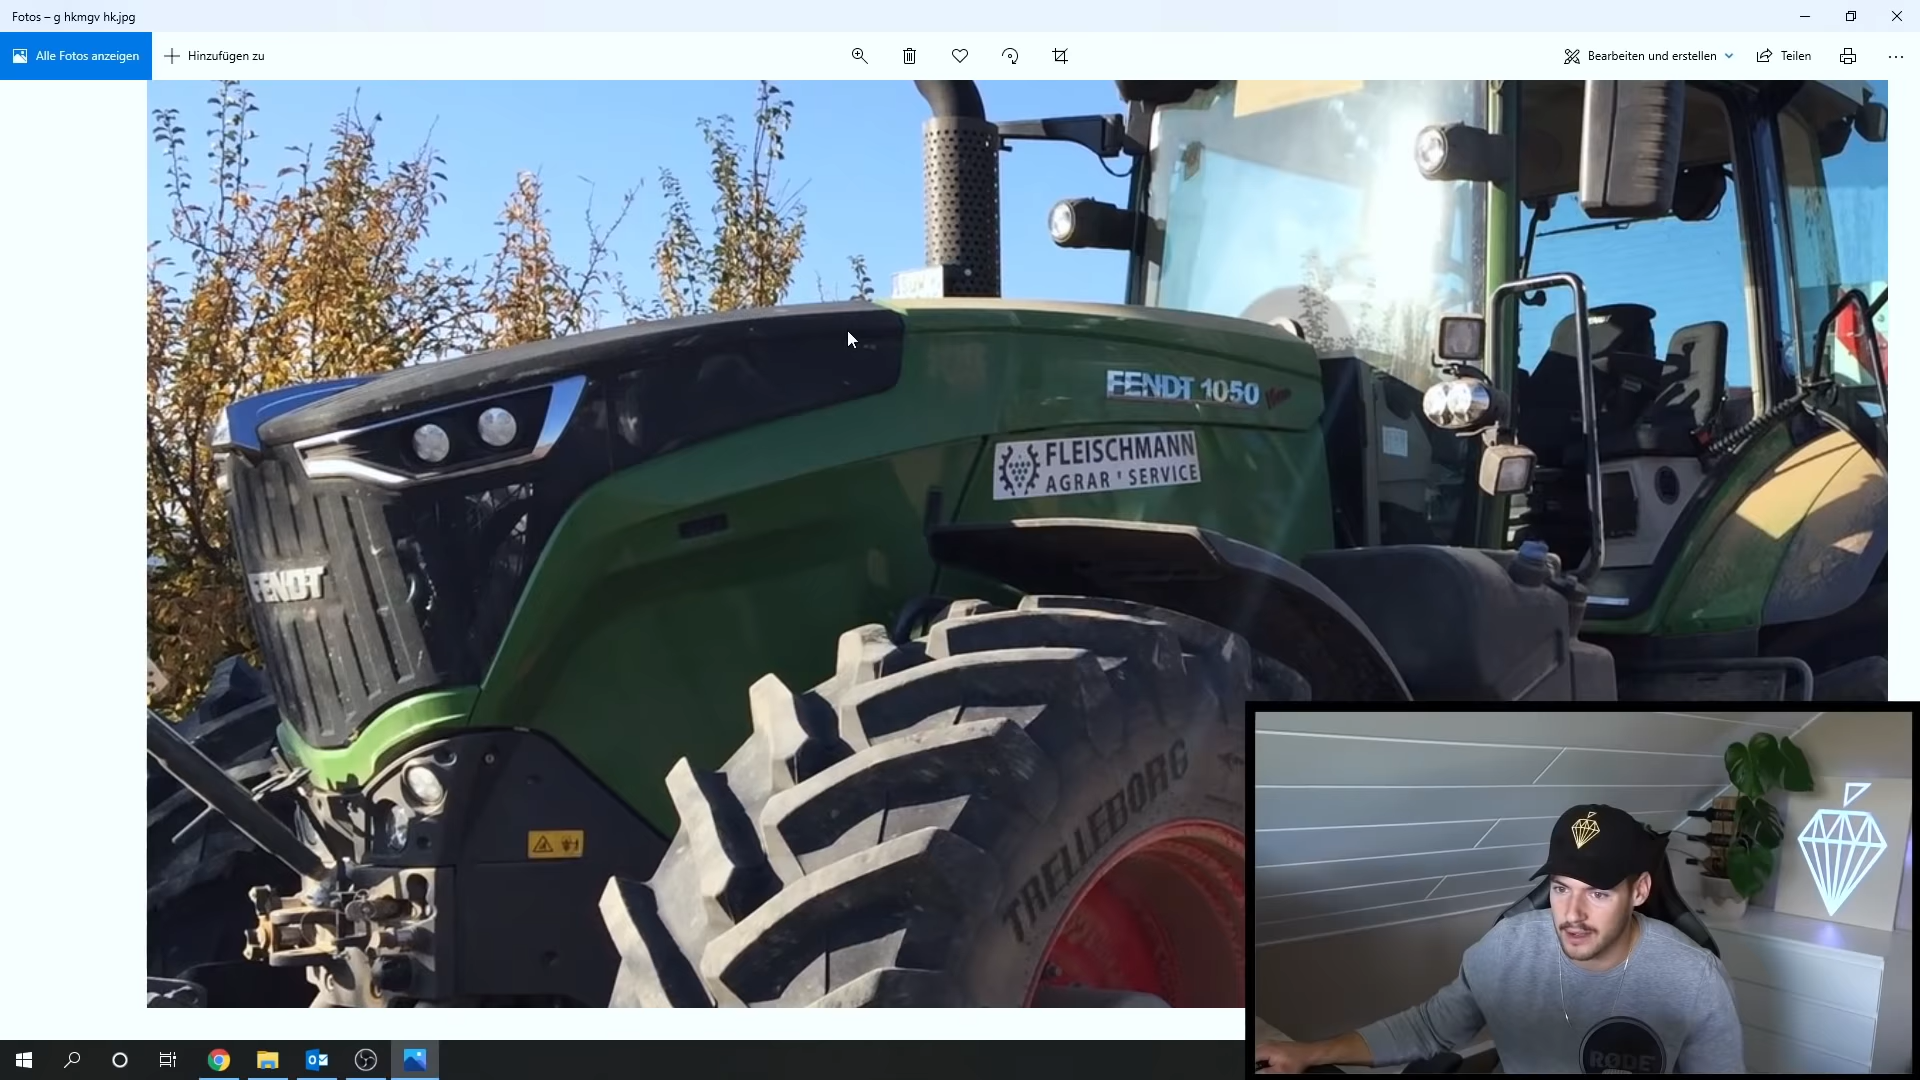 Fotos – g hkmgv hk.jpg
Alle Fotos anzeigen
Hinzufügen zu
Bearbeiten und erstellen
Teilen
FENDT 1050
FLEISCHMANN
AGRAR SERVICE
FENDT
TRELLEBORG
RØDE